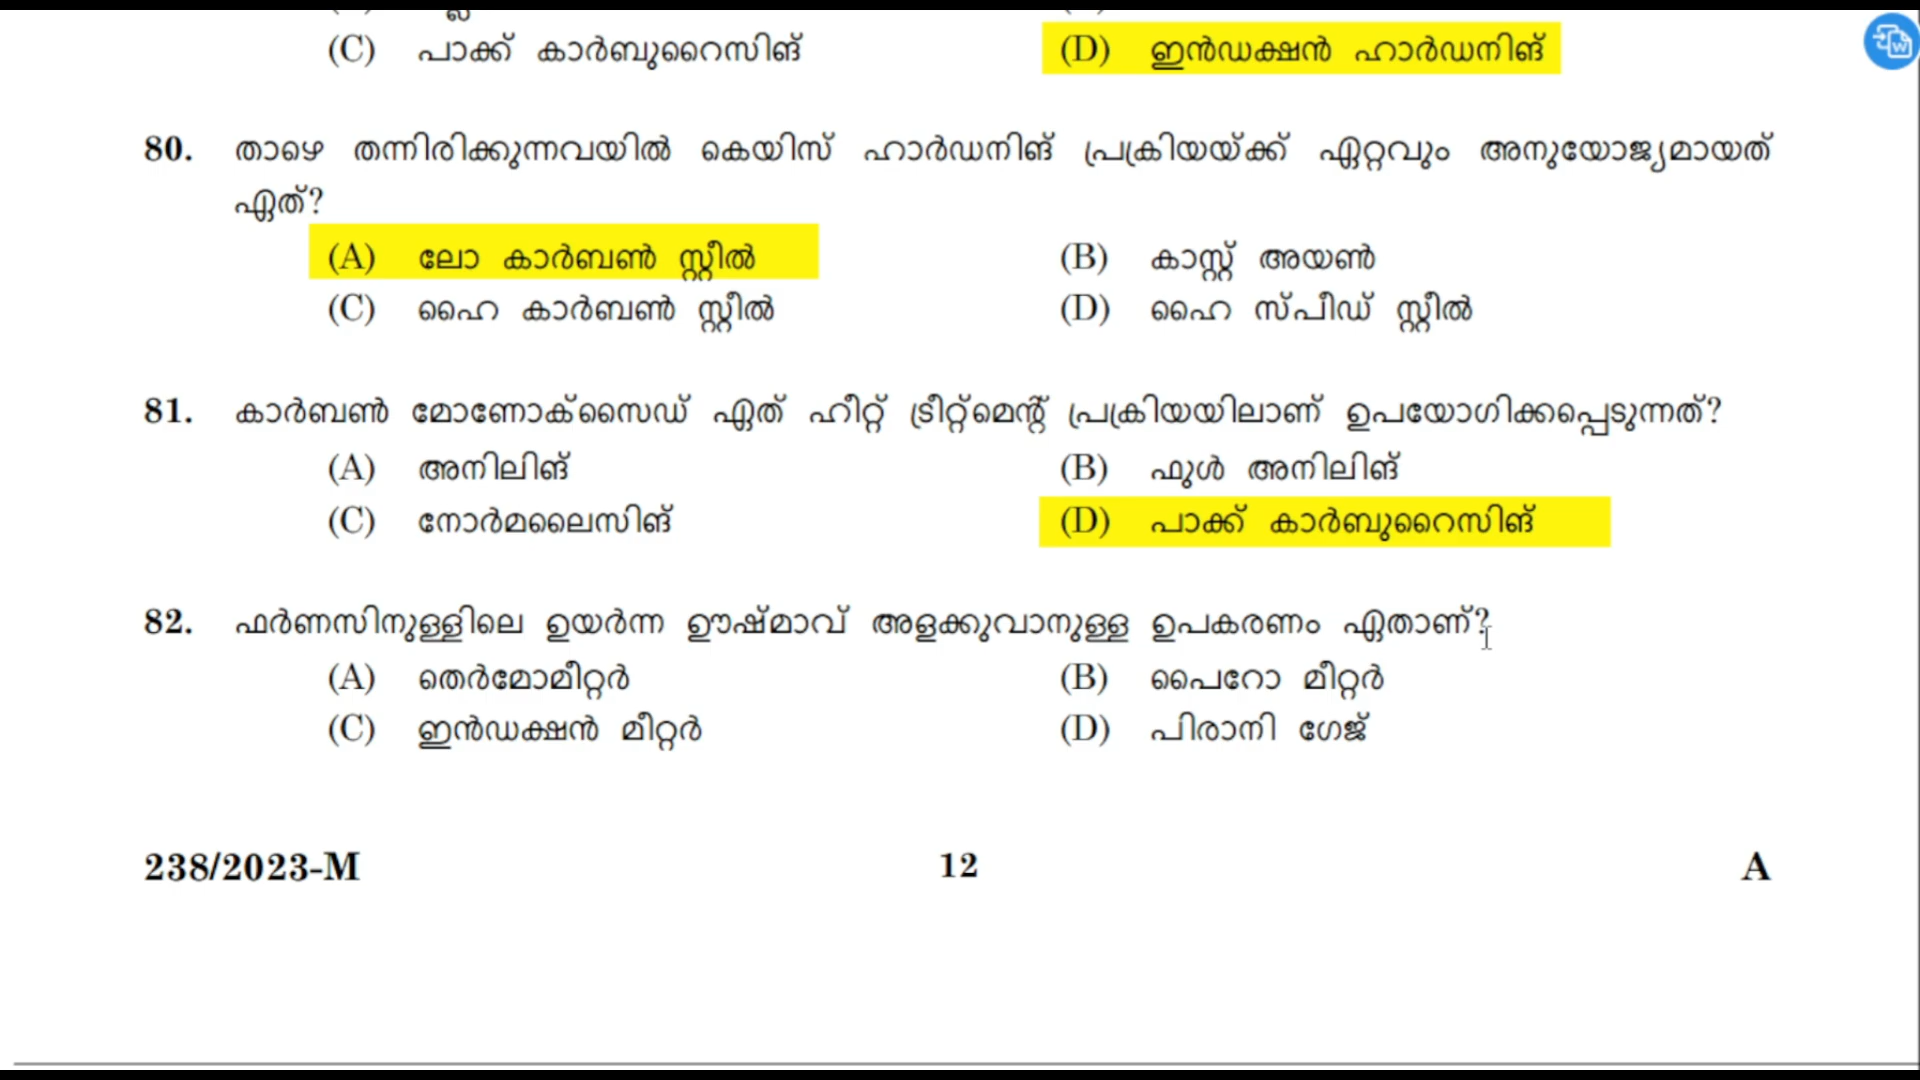 (C) പാക്ക് കാർബുറൈസിങ് (D) ഇൻഡക്ഷൻ ഹാർഡനിങ്
80. താഴെ തന്നിരിക്കുന്നവയിൽ കെയിസ് ഹാർഡനിങ് പ്രക്രിയയ്ക്ക് ഏറ്റവും അനുയോജ്യമായത്
ഏത്?
(A) ലോ കാർബൺ സ്റ്റീൽ (B) കാസ്റ്റ് അയൺ
(C) ഹൈ കാർബൺ സ്റ്റീൽ (D) ഹൈ സ്പീഡ് സ്റ്റീൽ
81. കാർബൺ മോണോക്സൈഡ് ഏത് ഹീറ്റ് ട്രീറ്റ്മെന്റ് പ്രക്രിയയിലാണ് ഉപയോഗിക്കപ്പെടുന്നത്?
(A) അനിലിങ് (B) ഫുൾ അനിലിങ്
(C) നോർമലൈസിങ് (D) പാക്ക് കാർബുറൈസിങ്
82. ഫർണസിനുള്ളിലെ ഉയർന്ന ഊഷ്മാവ് അളക്കുവാനുള്ള ഉപകരണം ഏതാണ്?
(A) തെർമോമീറ്റർ (B) പൈറോ മീറ്റർ
(C) ഇൻഡക്ഷൻ മീറ്റർ (D) പിരാനി ഗേജ്
238/2023-M 12 A